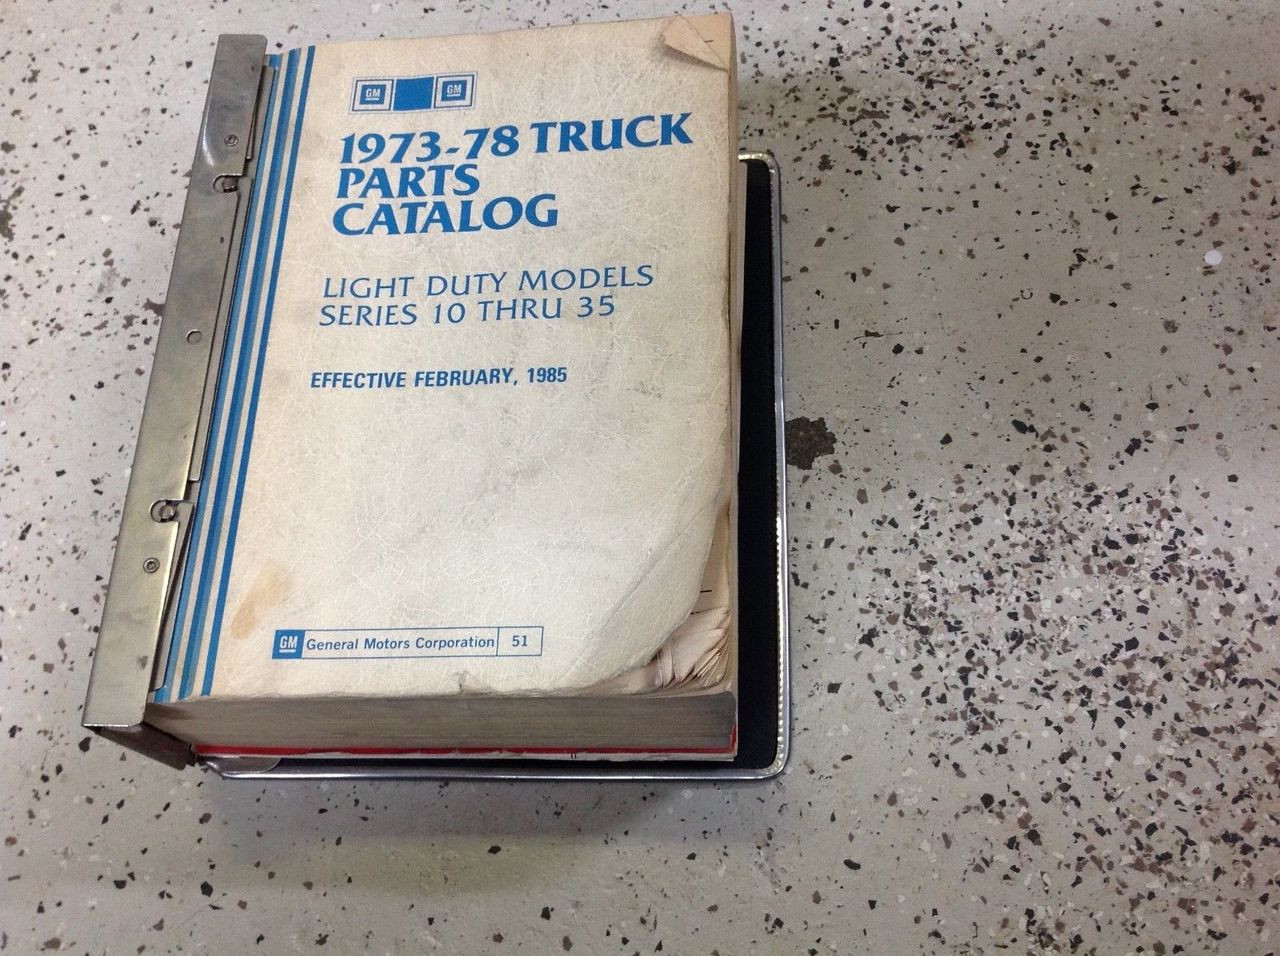 GM GM
1973-78 TRUCK
PARTS
CATALOG
LIGHT DUTY MODELS
SERIES 10 THRU 35
EFFECTIVE FEBRUARY, 1985
GM General Motors Corporation 51